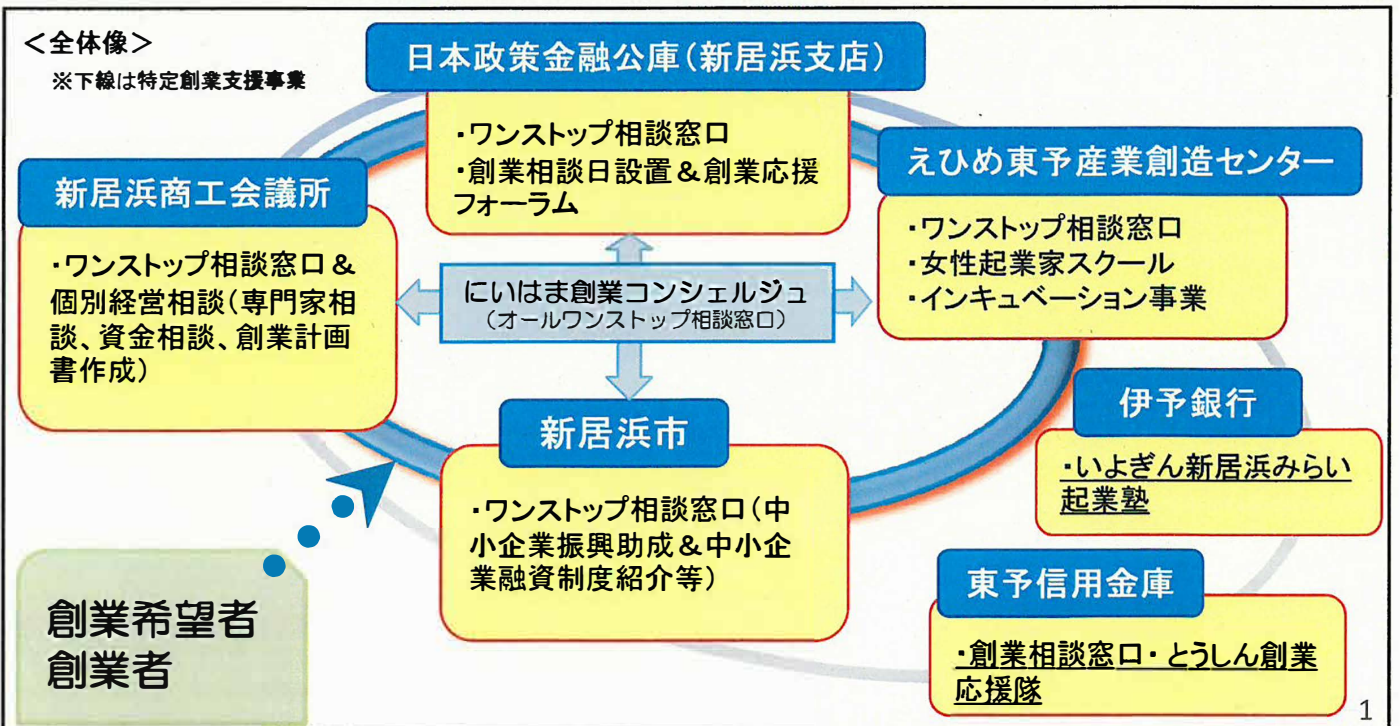 ＜全体像＞
※下線は特定創業支援事業
日本政策金融公庫（新居浜支店）
・ワンストップ相談窓口
・創業相談日設置＆創業応援
フォーラム
えひめ東予産業創造センター
・ワンストップ相談窓口
・女性起業家スクール
・インキュベーション事業
新居浜商工会議所
・ワンストップ相談窓口＆
個別経営相談（専門家相
談、資金相談、創業計画
書作成）
にいはま創業コンシェルジュ
（オールワンストップ相談窓口）
新居浜市
・ワンストップ相談窓口（中
小企業振興助成＆中小企
業融資制度紹介等）
伊予銀行
・いよぎん新居浜みらい
起業塾
東予信用金庫
・創業相談窓口・とうしん創業
応援隊
創業希望者
創業者
1